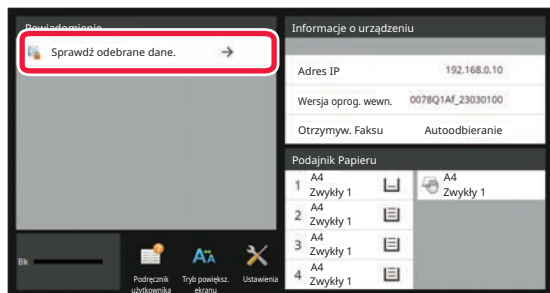 Powiadomienie
Sprawdź odebrane dane.
Bk
Podręcznik
użytkownika
Tryb powiększ.
ekranu
Ustawienia
Informacje o urządzeniu
Adres IP 192.168.0.10
Wersja oprog. wewn. 0078Q1Af_23030100
Otrzymyw. Faksu Autoodbieranie
Podajnik Papieru
1 A4
Zwykły 1
2 A4
Zwykły 1
3 A4
Zwykły 1
4 A4
Zwykły 1
A4
Zwykły 1